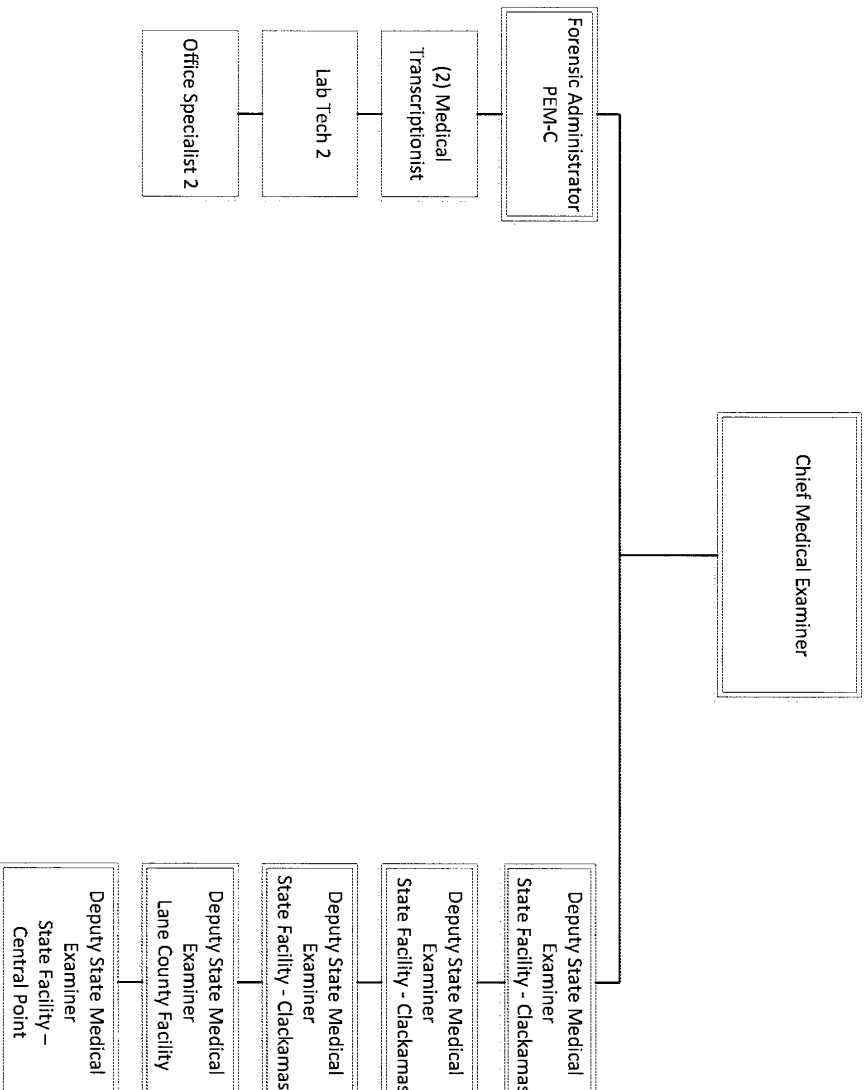 Chief Medical Examiner
Forensic Administrator
PEM-C
(2) Medical
Transcriptionist
Lab Tech 2
Office Specialist 2
Deputy State Medical
Examiner
State Facility - Clackamas
Deputy State Medical
Examiner
State Facility - Clackamas
Deputy State Medical
Examiner
State Facility - Clackamas
Deputy State Medical
Examiner
Lane County Facility
Deputy State Medical
Examiner
State Facility –
Central Point